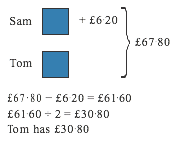 Sam + £6·20
£67·80
Tom
£67·80 − £6·20 = £61·60
£61·60 ÷ 2 = £30·80
Tom has £30·80